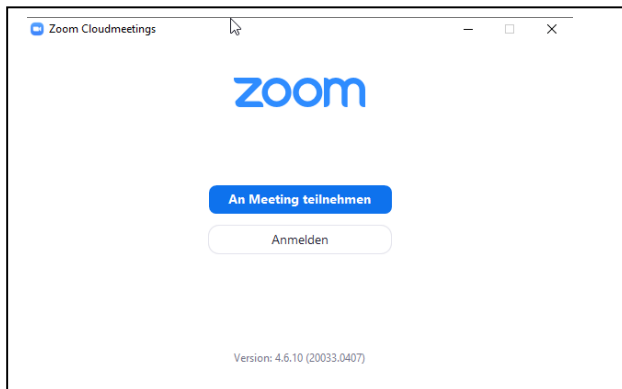 Zoom Cloudmeetings
zoom
An Meeting teilnehmen
Anmelden
Version: 4.6.10 (20033.0407)